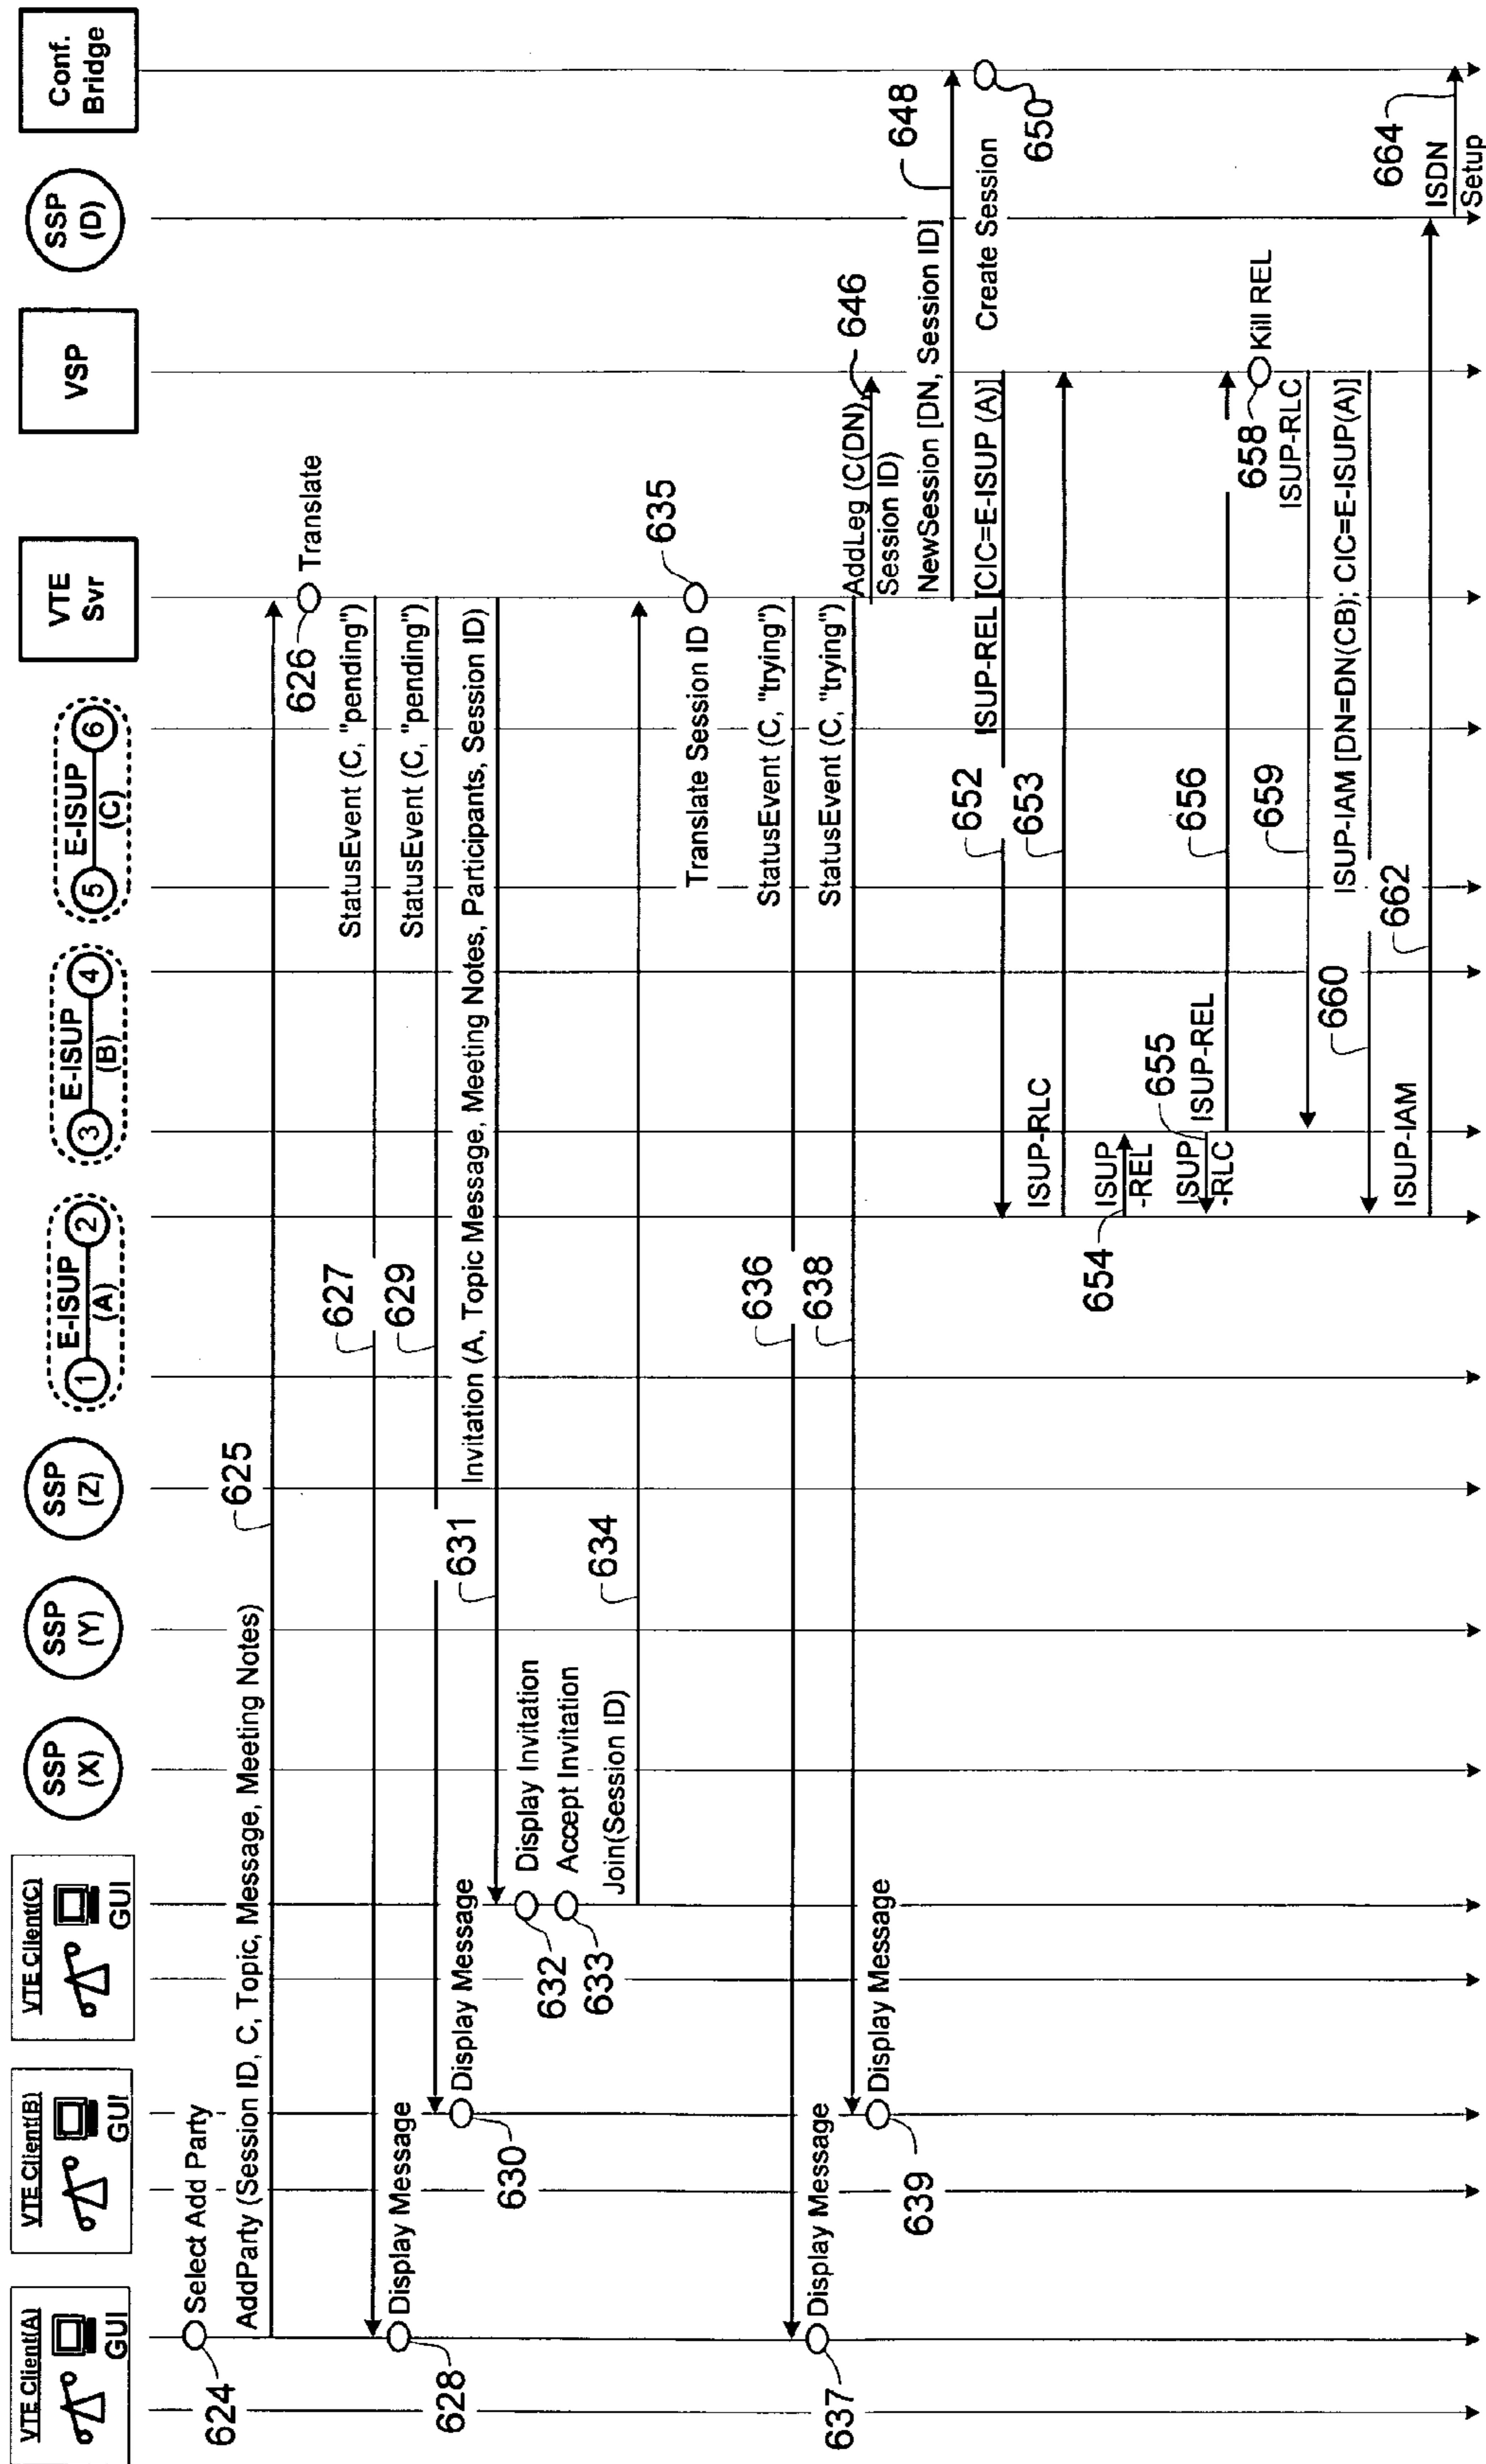 VTE Client(A)
GUI
VTE Client(B)
GUI
VTE Client(C)
GUI
SSP
(X)
SSP
(Y)
SSP
(Z)
1
E-ISUP
(A)
2
3
E-ISUP
(B)
4
5
E-ISUP
(C)
6
VTE
Svr
VSP
SSP
(D)
Conf.
Bridge
624
Select Add Party
AddParty (Session ID, C, Topic, Message, Meeting Notes)
625
626
Translate
627
StatusEvent (C, "pending")
628
Display Message
629
StatusEvent (C, "pending")
630
Display Message
631
Invitation (A, Topic Message, Meeting Notes, Participants, Session ID)
632
Display Invitation
633
Accept Invitation
Join(Session ID)
634
Translate Session ID
635
636
StatusEvent (C, "trying")
637
Display Message
638
StatusEvent (C, "trying")
639
Display Message
AddLeg (C(DN),
Session ID)
646
NewSession [DN, Session ID]
648
Create Session
650
652
ISUP-REL [CIC=E-ISUP (A)]
ISUP-RLC
653
654
ISUP
-REL
ISUP
-RLC
655
ISUP-REL
656
658
Kill REL
659
ISUP-RLC
660
ISUP-IAM [DN=DN(CB); CIC=E-ISUP(A)]
ISUP-IAM
662
ISDN
Setup
664